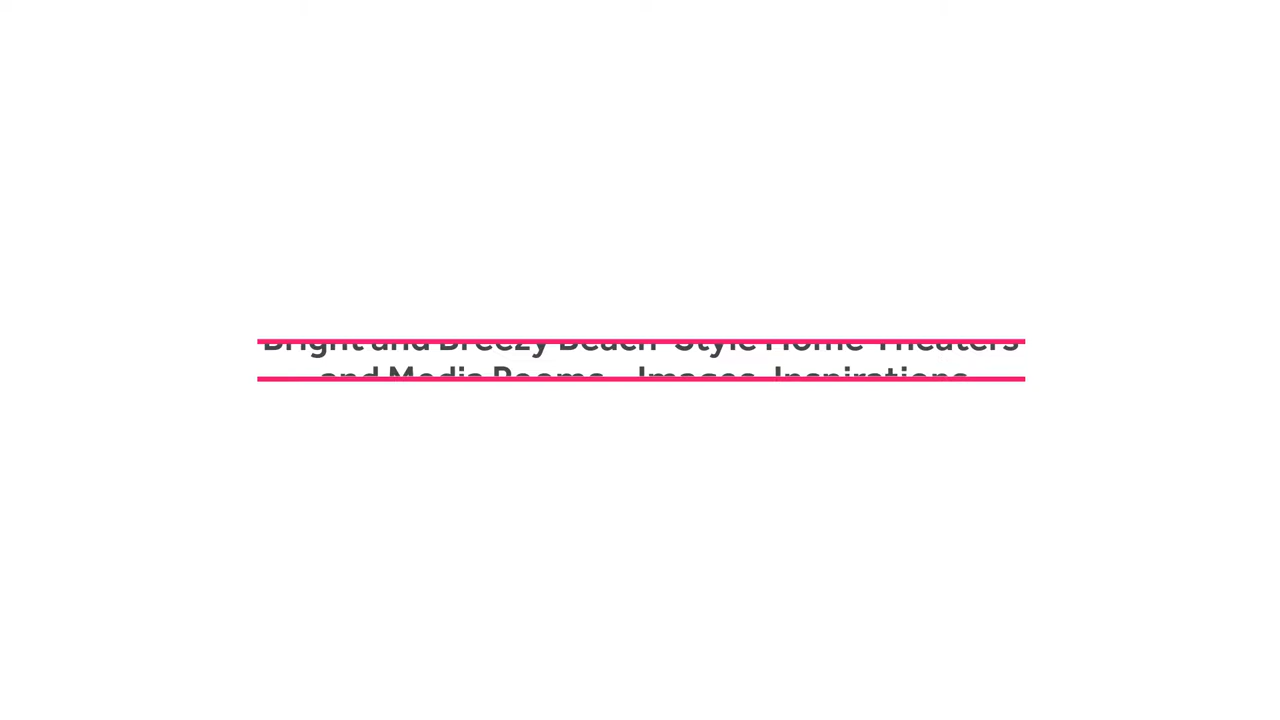 Bright and Breezy Beach-Style Home Theaters
and Media Rooms - Images, Inspirations